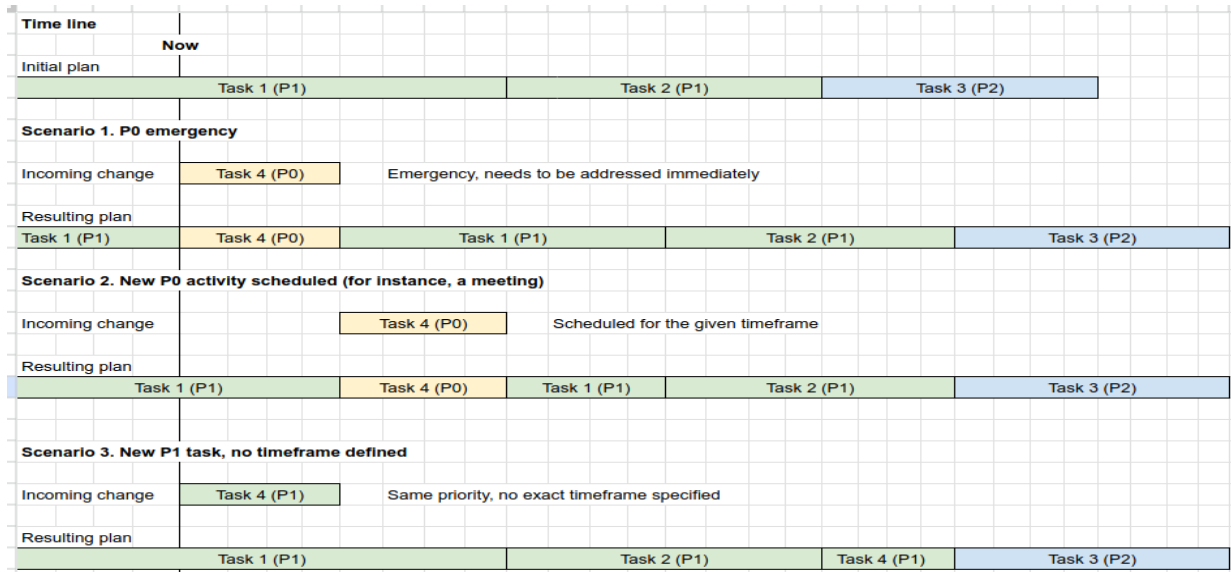 Time line
Now
Initial plan
Task 1 (P1) Task 2 (P1) Task 3 (P2)
Scenario 1. P0 emergency
Incoming change Task 4 (P0) Emergency, needs to be addressed immediately
Resulting plan
Task 1 (P1) Task 4 (P0) Task 1 (P1) Task 2 (P1) Task 3 (P2)
Scenario 2. New P0 activity scheduled (for instance, a meeting)
Incoming change Task 4 (P0) Scheduled for the given timeframe
Resulting plan
Task 1 (P1) Task 4 (P0) Task 1 (P1) Task 2 (P1) Task 3 (P2)
Scenario 3. New P1 task, no timeframe defined
Incoming change Task 4 (P1) Same priority, no exact timeframe specified
Resulting plan
Task 1 (P1) Task 2 (P1) Task 4 (P1) Task 3 (P2)